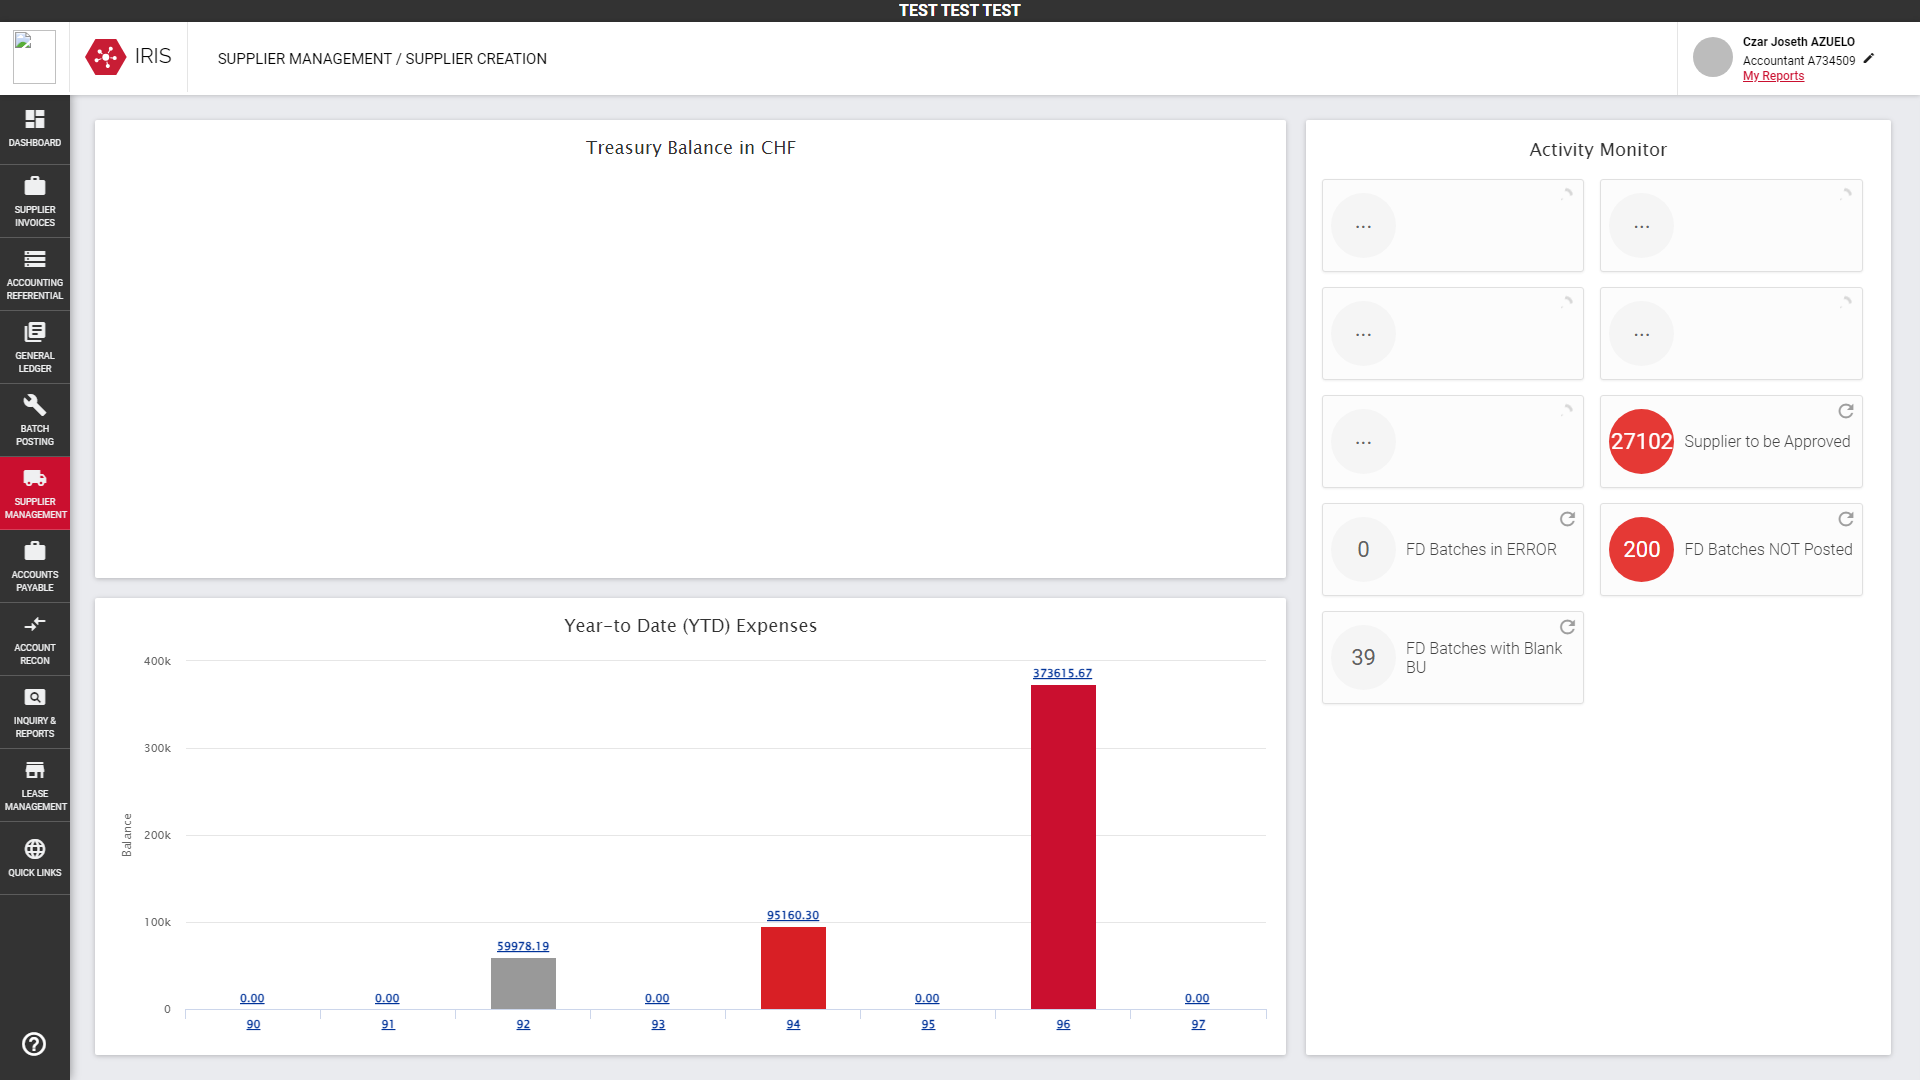 TEST TEST TEST
IRIS
SUPPLIER MANAGEMENT / SUPPLIER CREATION
Czar Joseth AZUELO
Accountant A734509
My Reports
DASHBOARD
SUPPLIER
INVOICES
ACCOUNTING
REFERENTIAL
GENERAL
LEDGER
BATCH
POSTING
SUPPLIER
MANAGEMENT
ACCOUNTS
PAYABLE
ACCOUNT
RECON
INQUIRY &
REPORTS
LEASE
MANAGEMENT
QUICK LINKS
Treasury Balance in CHF
Year-to Date (YTD) Expenses
Balance
400k
300k
200k
100k
0
0.00
0.00
59978.19
0.00
95160.30
0.00
373615.67
0.00
90
91
92
93
94
95
96
97
Activity Monitor
...
...
...
...
...
27102 Supplier to be Approved
0 FD Batches in ERROR
200 FD Batches NOT Posted
39 FD Batches with Blank
BU